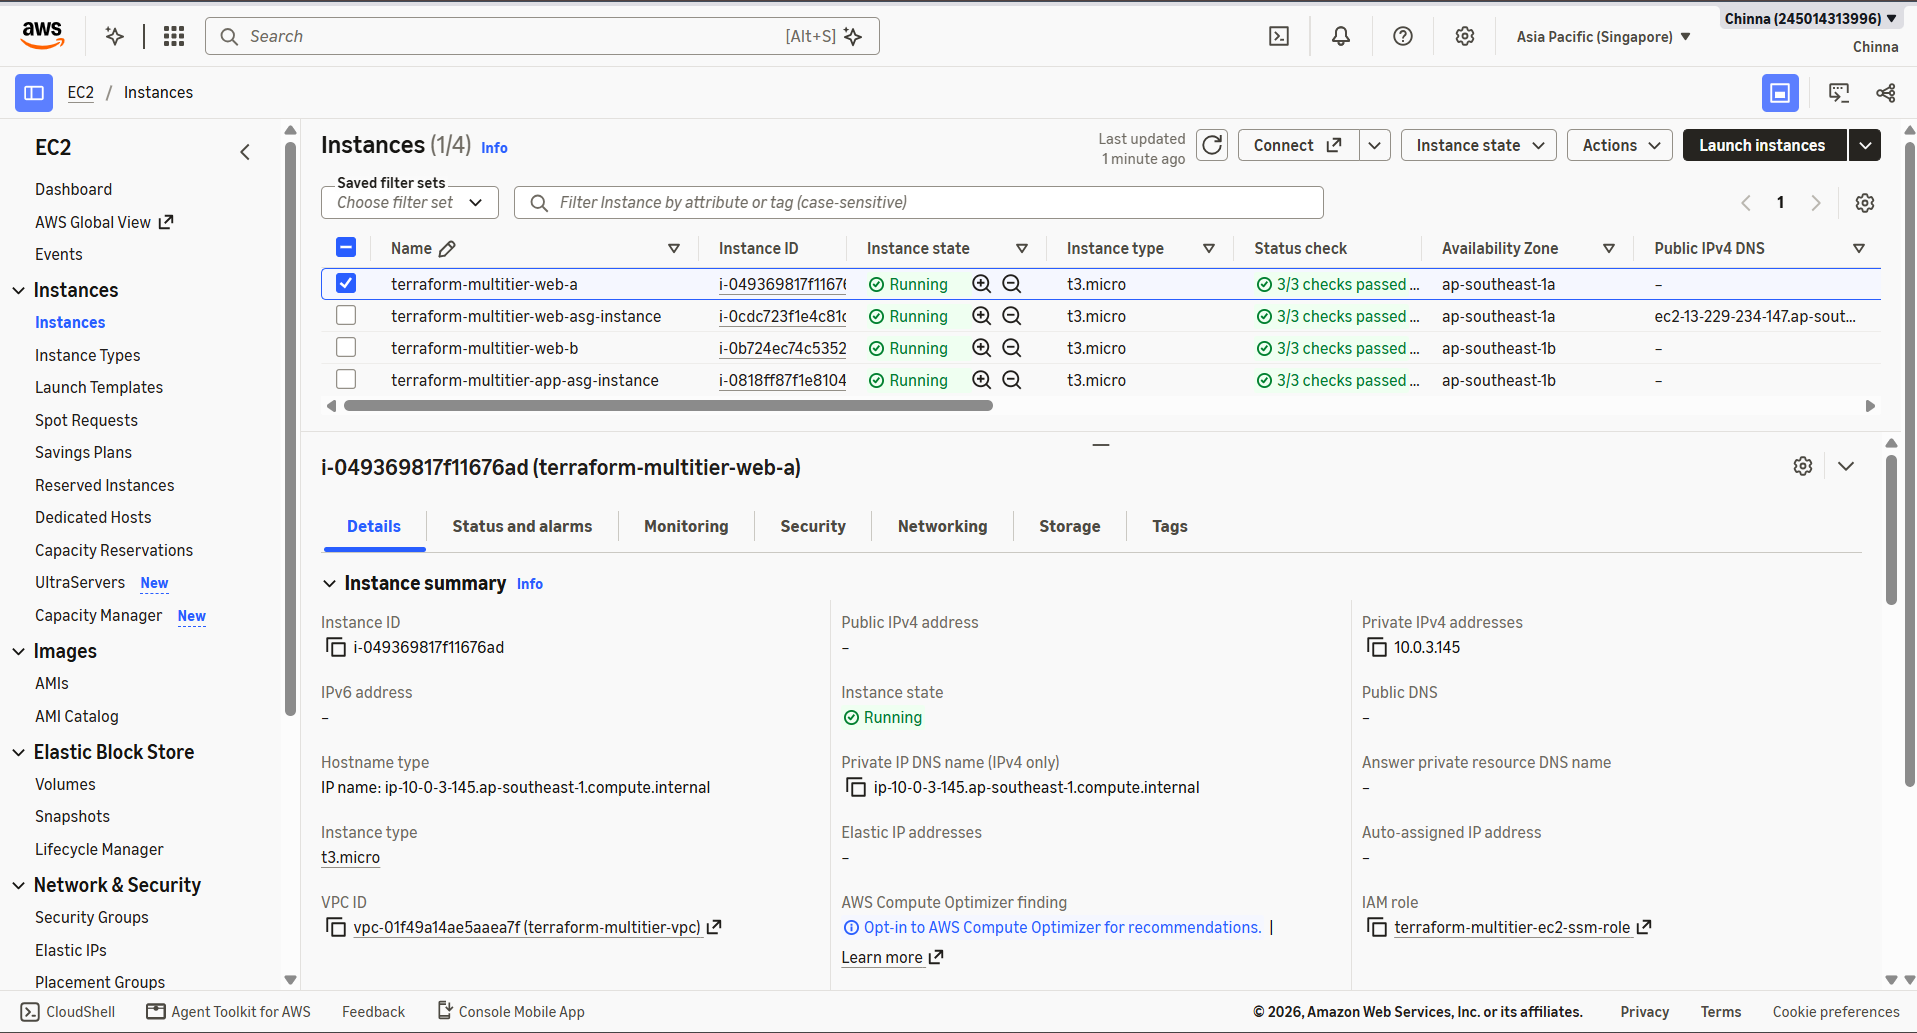 aws
Search [Alt+S]
Asia Pacific (Singapore)
Chinna (245014313996)
Chinna
EC2 / Instances
EC2
Dashboard
AWS Global View
Events
Instances
Instances
Instance Types
Launch Templates
Spot Requests
Savings Plans
Reserved Instances
Dedicated Hosts
Capacity Reservations
UltraServers New
Capacity Manager New
Images
AMIs
AMI Catalog
Elastic Block Store
Volumes
Snapshots
Lifecycle Manager
Network & Security
Security Groups
Elastic IPs
Placement Groups
Instances (1/4) Info
Last updated
1 minute ago
Connect
Instance state
Actions
Launch instances
Saved filter sets
Choose filter set
Filter Instance by attribute or tag (case-sensitive)
1
Name Instance ID Instance state Instance type Status check Availability Zone Public IPv4 DNS
terraform-multitier-web-a i-049369817f11676 Running t3.micro 3/3 checks passed ... ap-southeast-1a –
terraform-multitier-web-asg-instance i-0cdc723f1e4c81c Running t3.micro 3/3 checks passed ... ap-southeast-1a ec2-13-229-234-147.ap-sout...
terraform-multitier-web-b i-0b724ec74c5352 Running t3.micro 3/3 checks passed ... ap-southeast-1b –
terraform-multitier-app-asg-instance i-0818ff87f1e8104 Running t3.micro 3/3 checks passed ... ap-southeast-1b –
i-049369817f11676ad (terraform-multitier-web-a)
Details Status and alarms Monitoring Security Networking Storage Tags
Instance summary Info
Instance ID
i-049369817f11676ad
Public IPv4 address
–
Private IPv4 addresses
10.0.3.145
IPv6 address
–
Instance state
Running
Public DNS
–
Hostname type
IP name: ip-10-0-3-145.ap-southeast-1.compute.internal
Private IP DNS name (IPv4 only)
ip-10-0-3-145.ap-southeast-1.compute.internal
Answer private resource DNS name
–
Instance type
t3.micro
Elastic IP addresses
–
Auto-assigned IP address
–
VPC ID
vpc-01f49a14ae5aaea7f (terraform-multitier-vpc)
AWS Compute Optimizer finding
Opt-in to AWS Compute Optimizer for recommendations. |
Learn more
IAM role
terraform-multitier-ec2-ssm-role
CloudShell Agent Toolkit for AWS Feedback Console Mobile App
© 2026, Amazon Web Services, Inc. or its affiliates. Privacy Terms Cookie preferences